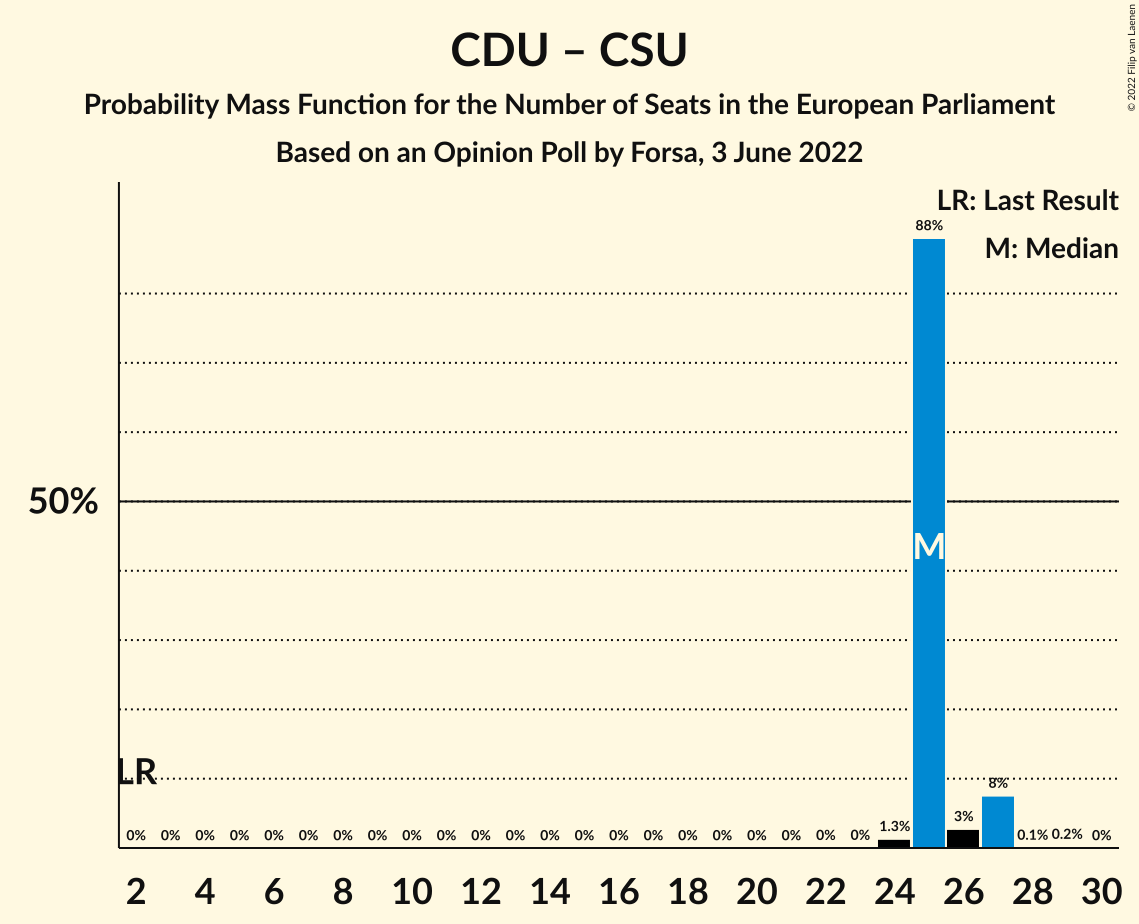 CDU – CSU
Probability Mass Function for the Number of Seats in the European Parliament
Based on an Opinion Poll by Forsa, 3 June 2022
© 2022 Filip van Laenen
LR: Last Result
M: Median
88%
50%
M
LR
8%
0% 0% 0% 0% 0% 0% 0% 0% 0% 0% 0% 0% 0% 0% 0% 0% 0% 0% 0% 0% 0% 0% 1.3% 3% 0.1% 0.2% 0%
2 4 6 8 10 12 14 16 18 20 22 24 26 28 30